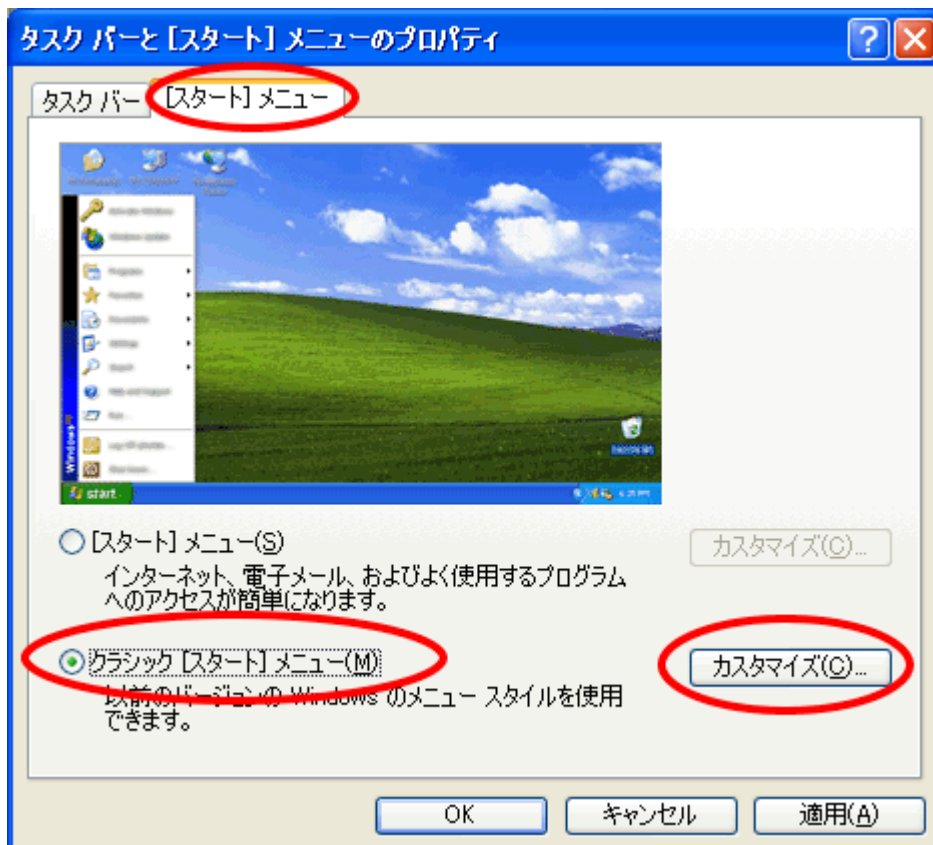 タスク バーと [スタート] メニューのプロパティ
タスク バー
[スタート] メニュー
Windows
start
[スタート] メニュー(S)
カスタマイズ(C)...
インターネット、電子メール、およびよく使用するプログラム
へのアクセスが簡単になります。
クラシック [スタート] メニュー(M)
カスタマイズ(C)...
以前のバージョンの Windows のメニュー スタイルを使用
できます。
OK
キャンセル
適用(A)